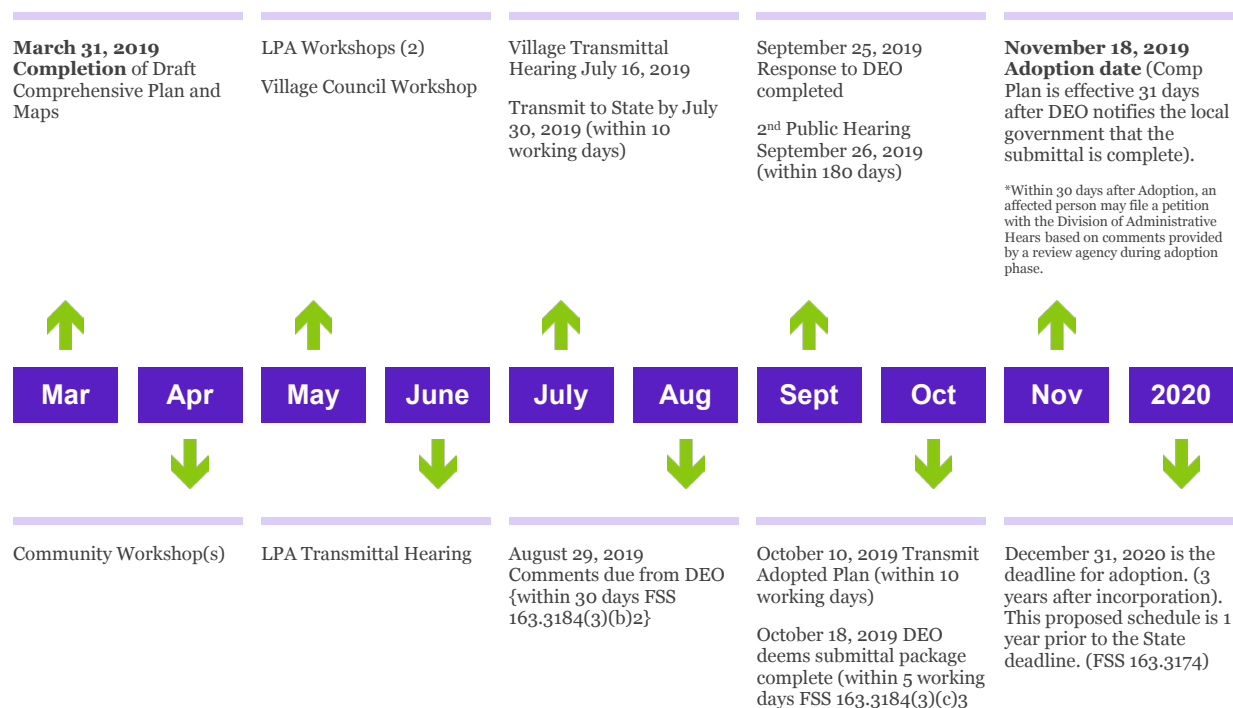 March 31, 2019
Completion of Draft
Comprehensive Plan and
Maps
LPA Workshops (2)
Village Council Workshop
Village Transmittal
Hearing July 16, 2019
Transmit to State by July
30, 2019 (within 10
working days)
September 25, 2019
Response to DEO
completed
2nd Public Hearing
September 26, 2019
(within 180 days)
November 18, 2019
Adoption date (Comp
Plan is effective 31 days
after DEO notifies the local
government that the
submittal is complete).
*Within 30 days after Adoption, an
affected person may file a petition
with the Division of Administrative
Hears based on comments provided
by a review agency during adoption
phase.
Mar
Apr
May
June
July
Aug
Sept
Oct
Nov
2020
Community Workshop(s)
LPA Transmittal Hearing
August 29, 2019
Comments due from DEO
{within 30 days FSS
163.3184(3)(b)2}
October 10, 2019 Transmit
Adopted Plan (within 10
working days)
October 18, 2019 DEO
deems submittal package
complete (within 5 working
days FSS 163.3184(3)(c)3
December 31, 2020 is the
deadline for adoption. (3
years after incorporation).
This proposed schedule is 1
year prior to the State
deadline. (FSS 163.3174)